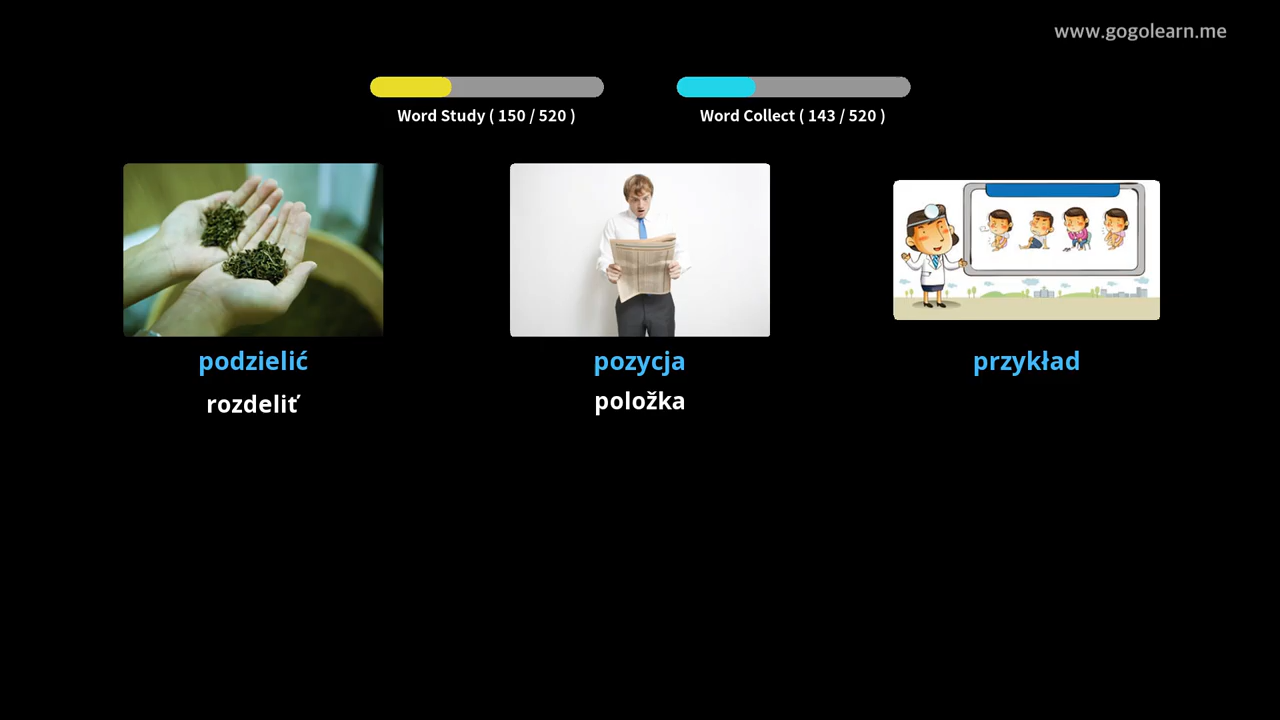 www.gogolearn.me
Word Study ( 150 / 520 )
Word Collect ( 143 / 520 )
podzielić
pozycja
przykład
rozdeliť
položka